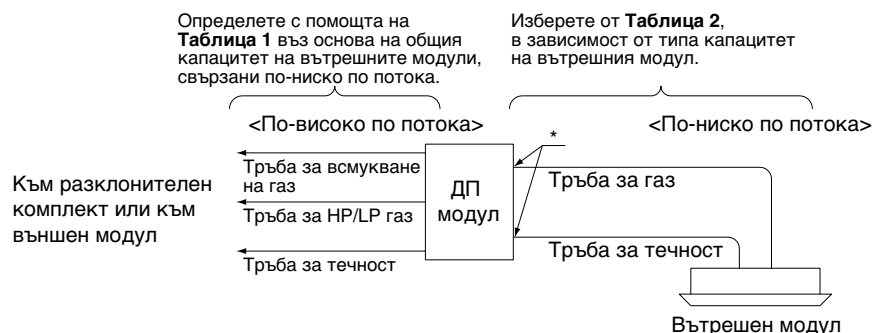 Определете с помощта на
Таблица 1 въз основа на общия
капацитет на вътрешните модули,
свързани по-ниско по потока.
Изберете от Таблица 2,
в зависимост от типа капацитет
на вътрешния модул.
<По-високо по потока>
*
<По-ниско по потока>
Към разклонителен
комплект или към
външен модул
Тръба за всмукване
на газ
Тръба за HP/LP газ
Тръба за течност
ДП
модул
Тръба за газ
Тръба за течност
Вътрешен модул